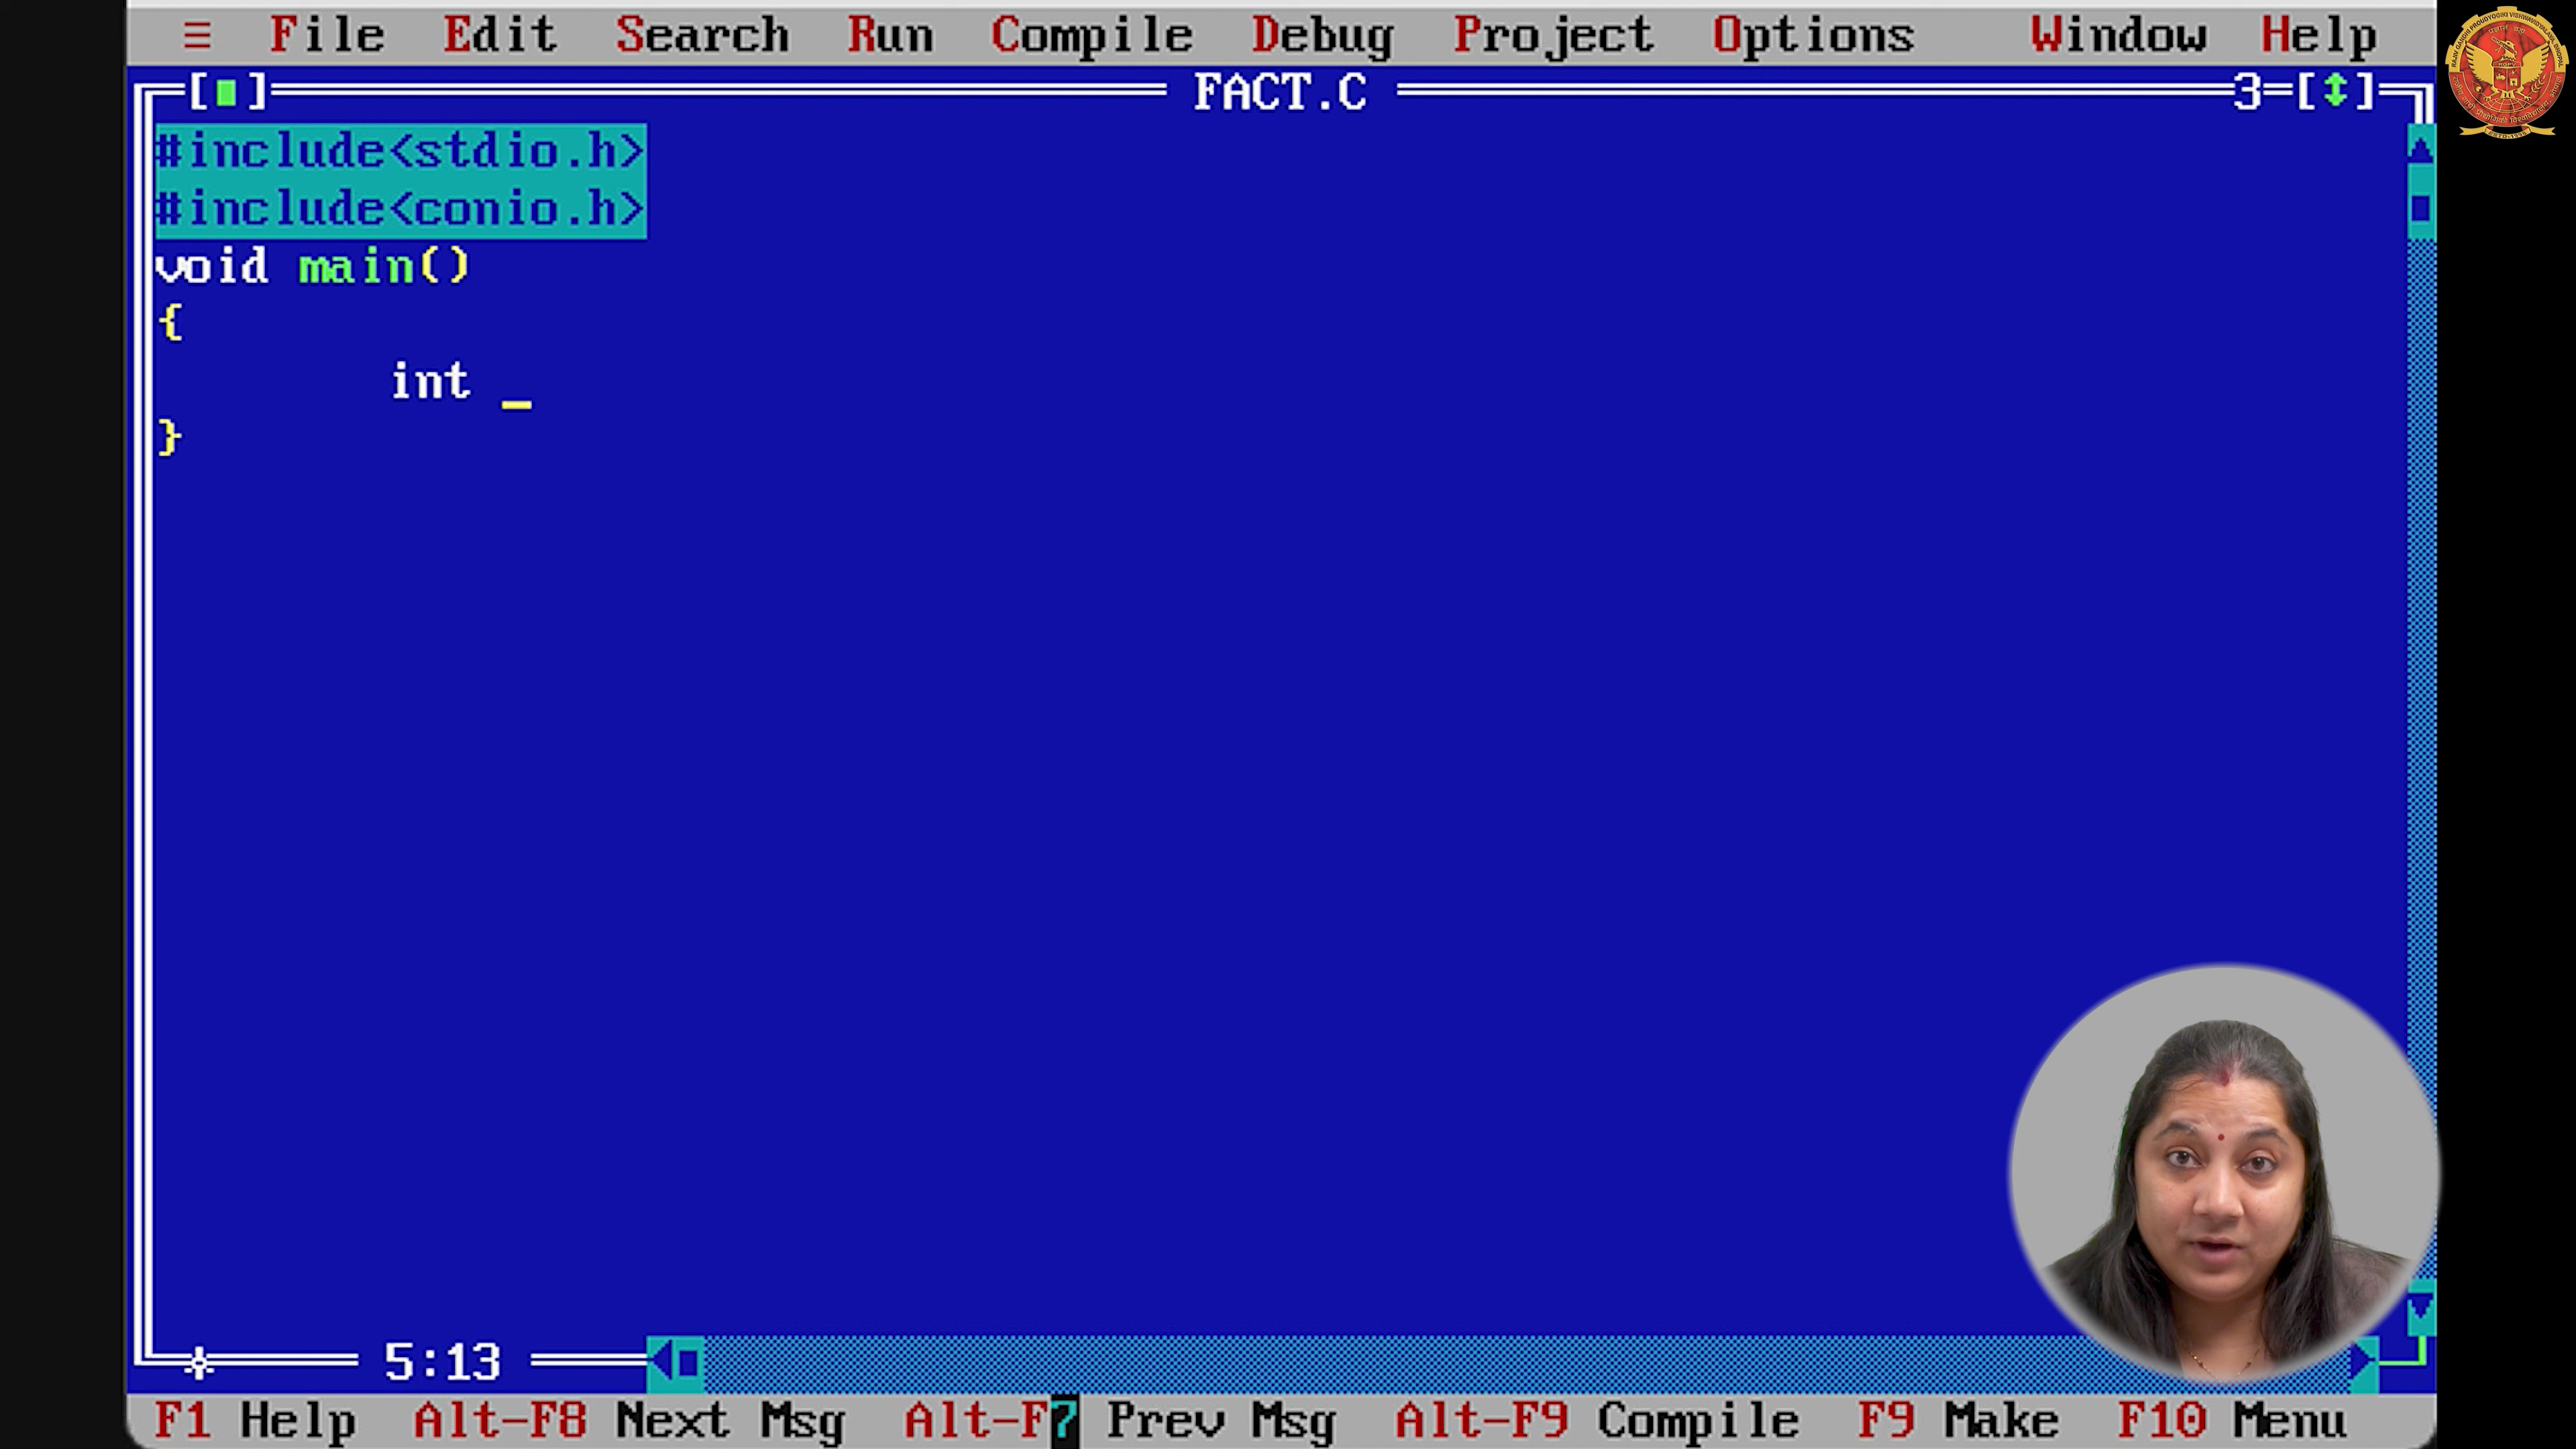 ≡ File Edit Search Run Compile Debug Project Options Window Help
[■] FACT.C 3=[↕]
#include<stdio.h>
#include<conio.h>
void main()
{
int _
}
5:13
F1 Help Alt-F8 Next Msg Alt-F7 Prev Msg Alt-F9 Compile F9 Make F10 Menu